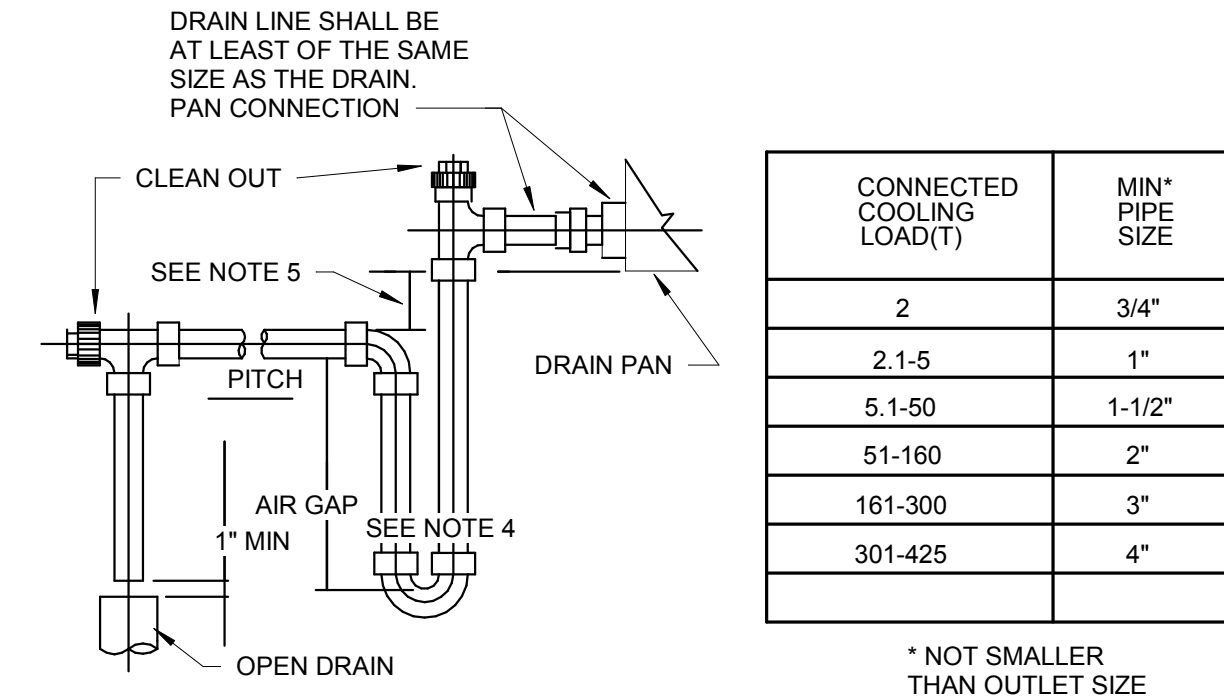 DRAIN LINE SHALL BE
AT LEAST OF THE SAME
SIZE AS THE DRAIN.
PAN CONNECTION
CLEAN OUT
SEE NOTE 5
PITCH
DRAIN PAN
AIR GAP
1" MIN
SEE NOTE 4
OPEN DRAIN
CONNECTED
COOLING
LOAD(T)
MIN*
PIPE
SIZE
2 3/4"
2.1-5 1"
5.1-50 1-1/2"
51-160 2"
161-300 3"
301-425 4"
* NOT SMALLER
THAN OUTLET SIZE